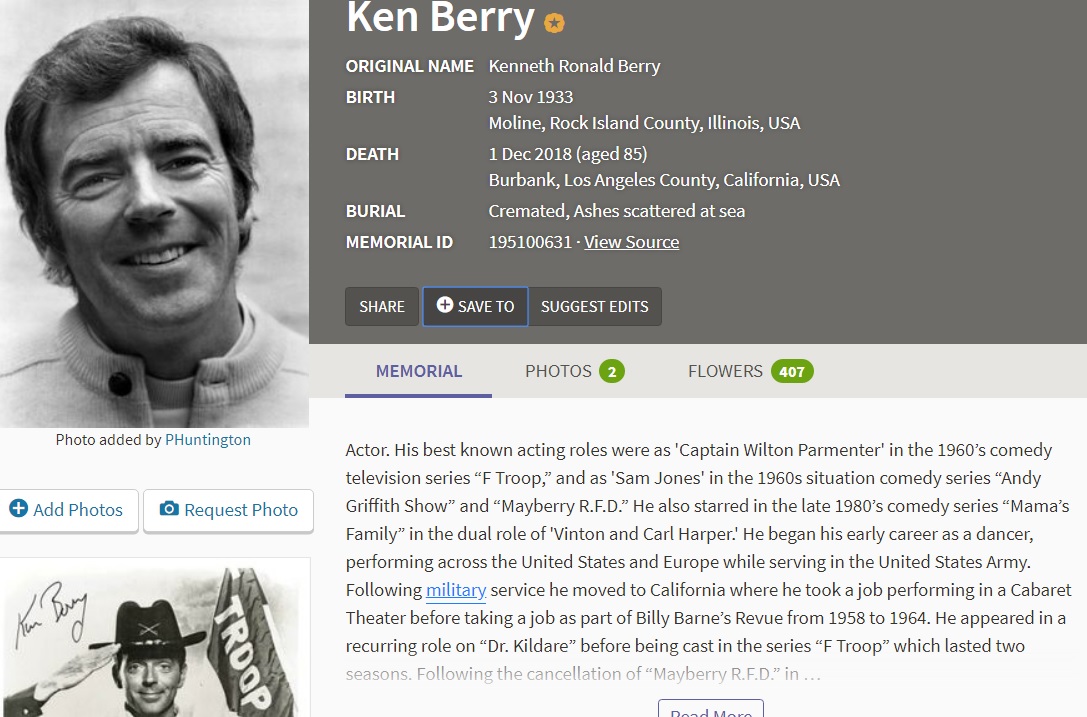 Ken Berry
ORIGINAL NAME Kenneth Ronald Berry
BIRTH 3 Nov 1933
Moline, Rock Island County, Illinois, USA
DEATH 1 Dec 2018 (aged 85)
Burbank, Los Angeles County, California, USA
BURIAL Cremated, Ashes scattered at sea
MEMORIAL ID 195100631 · View Source
SHARE SAVE TO SUGGEST EDITS
MEMORIAL PHOTOS 2 FLOWERS 407
Photo added by PHuntington
Add Photos Request Photo
Ken Berry
TROOP
Actor. His best known acting roles were as 'Captain Wilton Parmenter' in the 1960’s comedy
television series “F Troop,” and as 'Sam Jones' in the 1960s situation comedy series “Andy
Griffith Show” and “Mayberry R.F.D.” He also starred in the late 1980’s comedy series “Mama’s
Family” in the dual role of 'Vinton and Carl Harper.' He began his early career as a dancer,
performing across the United States and Europe while serving in the United States Army.
Following military service he moved to California where he took a job performing in a Cabaret
Theater before taking a job as part of Billy Barne’s Revue from 1958 to 1964. He appeared in a
recurring role on “Dr. Kildare” before being cast in the series “F Troop” which lasted two
seasons. Following the cancellation of “Mayberry R.F.D.” in …
Read More